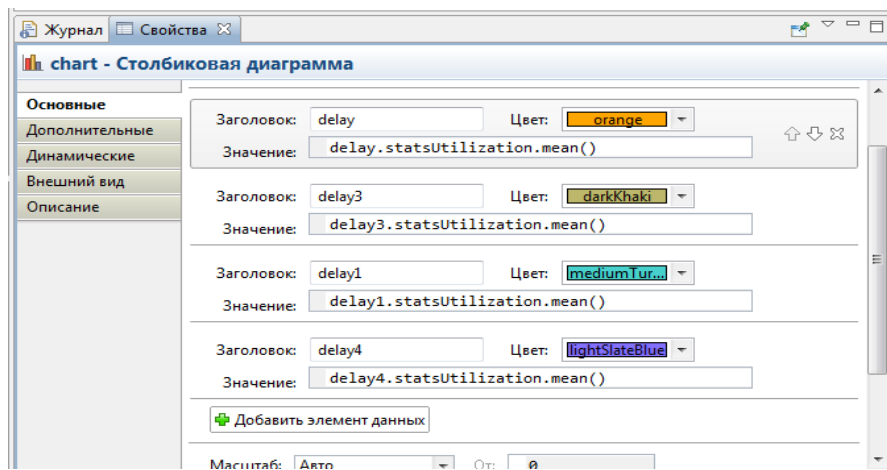 Журнал Свойства
chart - Столбиковая диаграмма
Основные
Дополнительные
Динамические
Внешний вид
Описание
Заголовок: delay Цвет: orange
Значение: delay.statsUtilization.mean()
Заголовок: delay3 Цвет: darkKhaki
Значение: delay3.statsUtilization.mean()
Заголовок: delay1 Цвет: mediumTur...
Значение: delay1.statsUtilization.mean()
Заголовок: delay4 Цвет: lightSlateBlue
Значение: delay4.statsUtilization.mean()
Добавить элемент данных
Масштаб: Авто От: 0